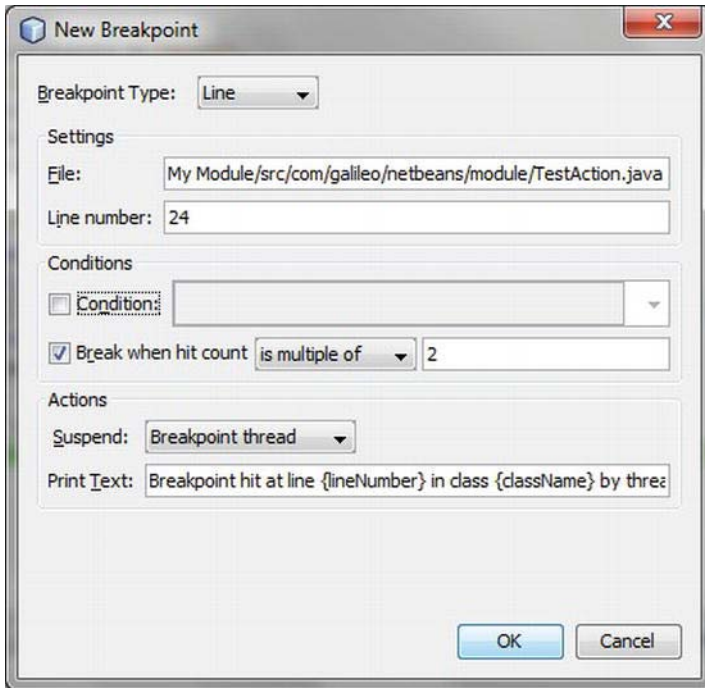 New Breakpoint
Breakpoint Type: Line
Settings
File: My Module/src/com/galileo/netbeans/module/TestAction.java
Line number: 24
Conditions
Condition:
Break when hit count is multiple of 2
Actions
Suspend: Breakpoint thread
Print Text: Breakpoint hit at line {lineNumber} in class {className} by threa
OK Cancel